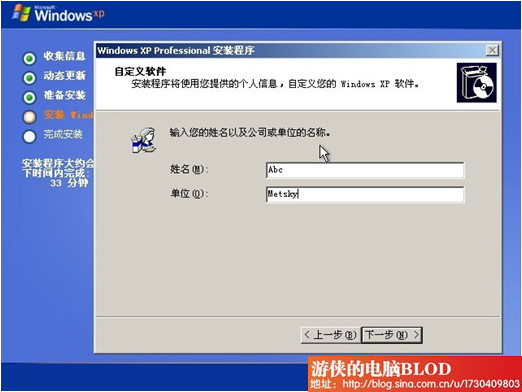 Microsoft
Windows xp
收集信息
动态更新
准备安装
安装 Wind
完成安装
安装程序大约会
下时间内完成:
33 分钟
Windows XP Professional 安装程序
自定义软件
安装程序将使用您提供的个人信息，自定义您的 Windows XP 软件。
输入您的姓名以及公司或单位的名称。
姓名(M):
Abc
单位(O):
Metsky
< 上一步(B)
下一步(N) >
游侠的电脑BLOD
地址: http://blog.sina.com.cn/u/1730409803